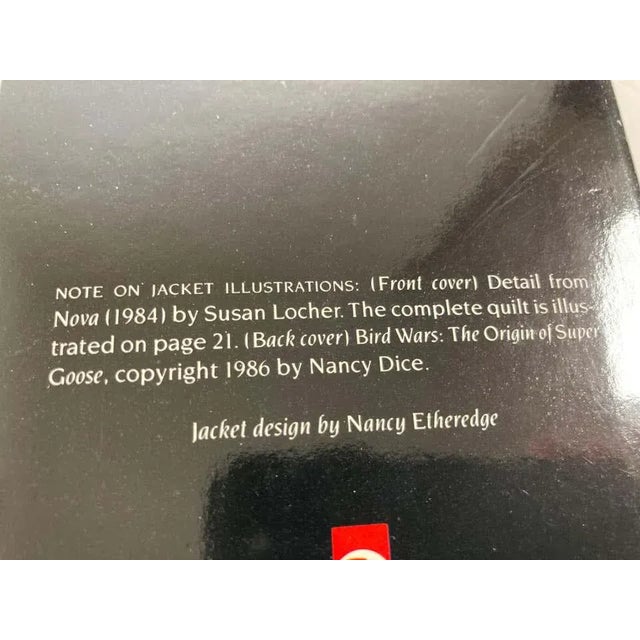 NOTE ON JACKET ILLUSTRATIONS: (Front cover) Detail from
Nova (1984) by Susan Locher. The complete quilt is illus-
trated on page 21. (Back cover) Bird Wars: The Origin of Super
Goose, copyright 1986 by Nancy Dice.
Jacket design by Nancy Etheredge